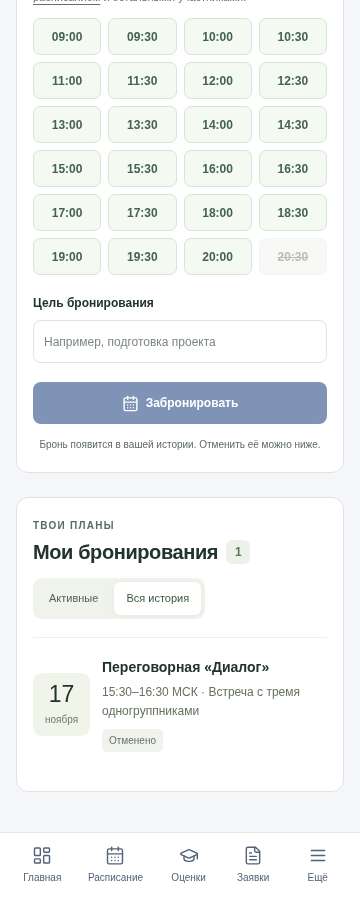 09:00 09:30 10:00 10:30
11:00 11:30 12:00 12:30
13:00 13:30 14:00 14:30
15:00 15:30 16:00 16:30
17:00 17:30 18:00 18:30
19:00 19:30 20:00 20:30
Цель бронирования
Например, подготовка проекта
Забронировать
Бронь появится в вашей истории. Отменить её можно ниже.
ТВОИ ПЛАНЫ
Мои бронирования 1
Активные Вся история
17
ноября
Переговорная «Диалог»
15:30–16:30 МСК · Встреча с тремя
одногруппниками
Отменено
Главная Расписание Оценки Заявки Ещё